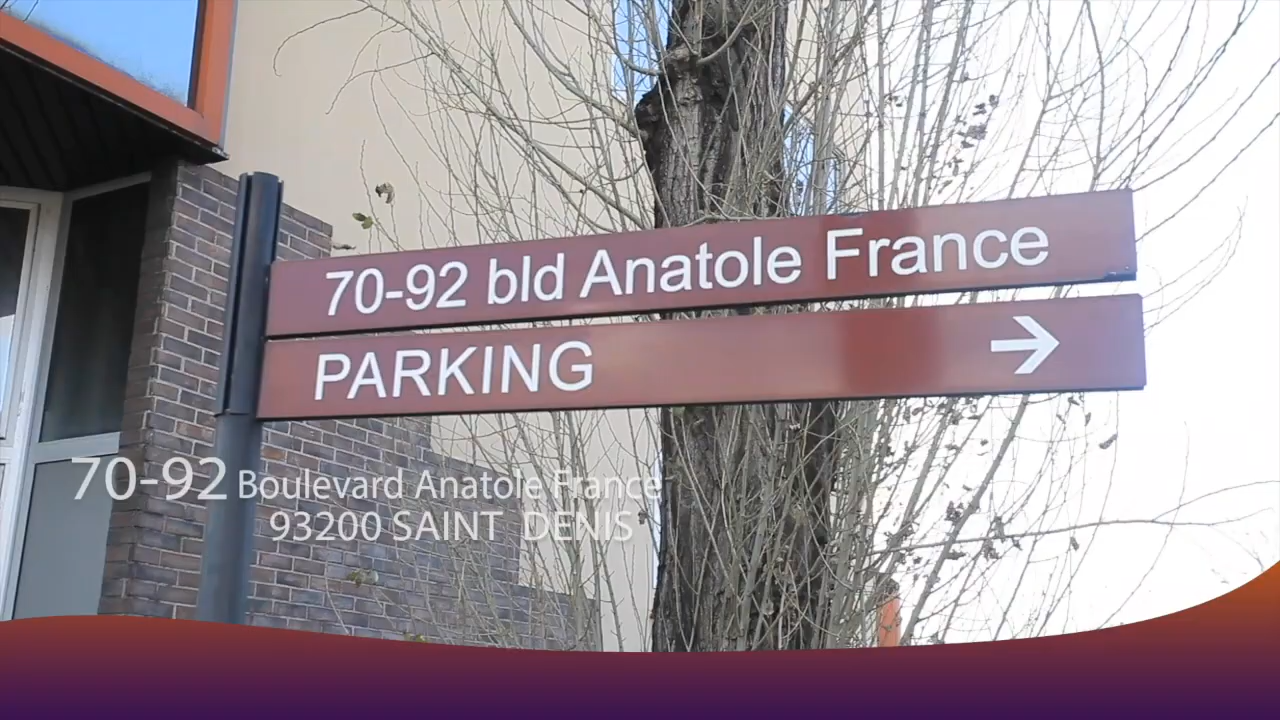 70-92 bld Anatole France
PARKING
70-92 Boulevard Anatole France
93200 SAINT DENIS